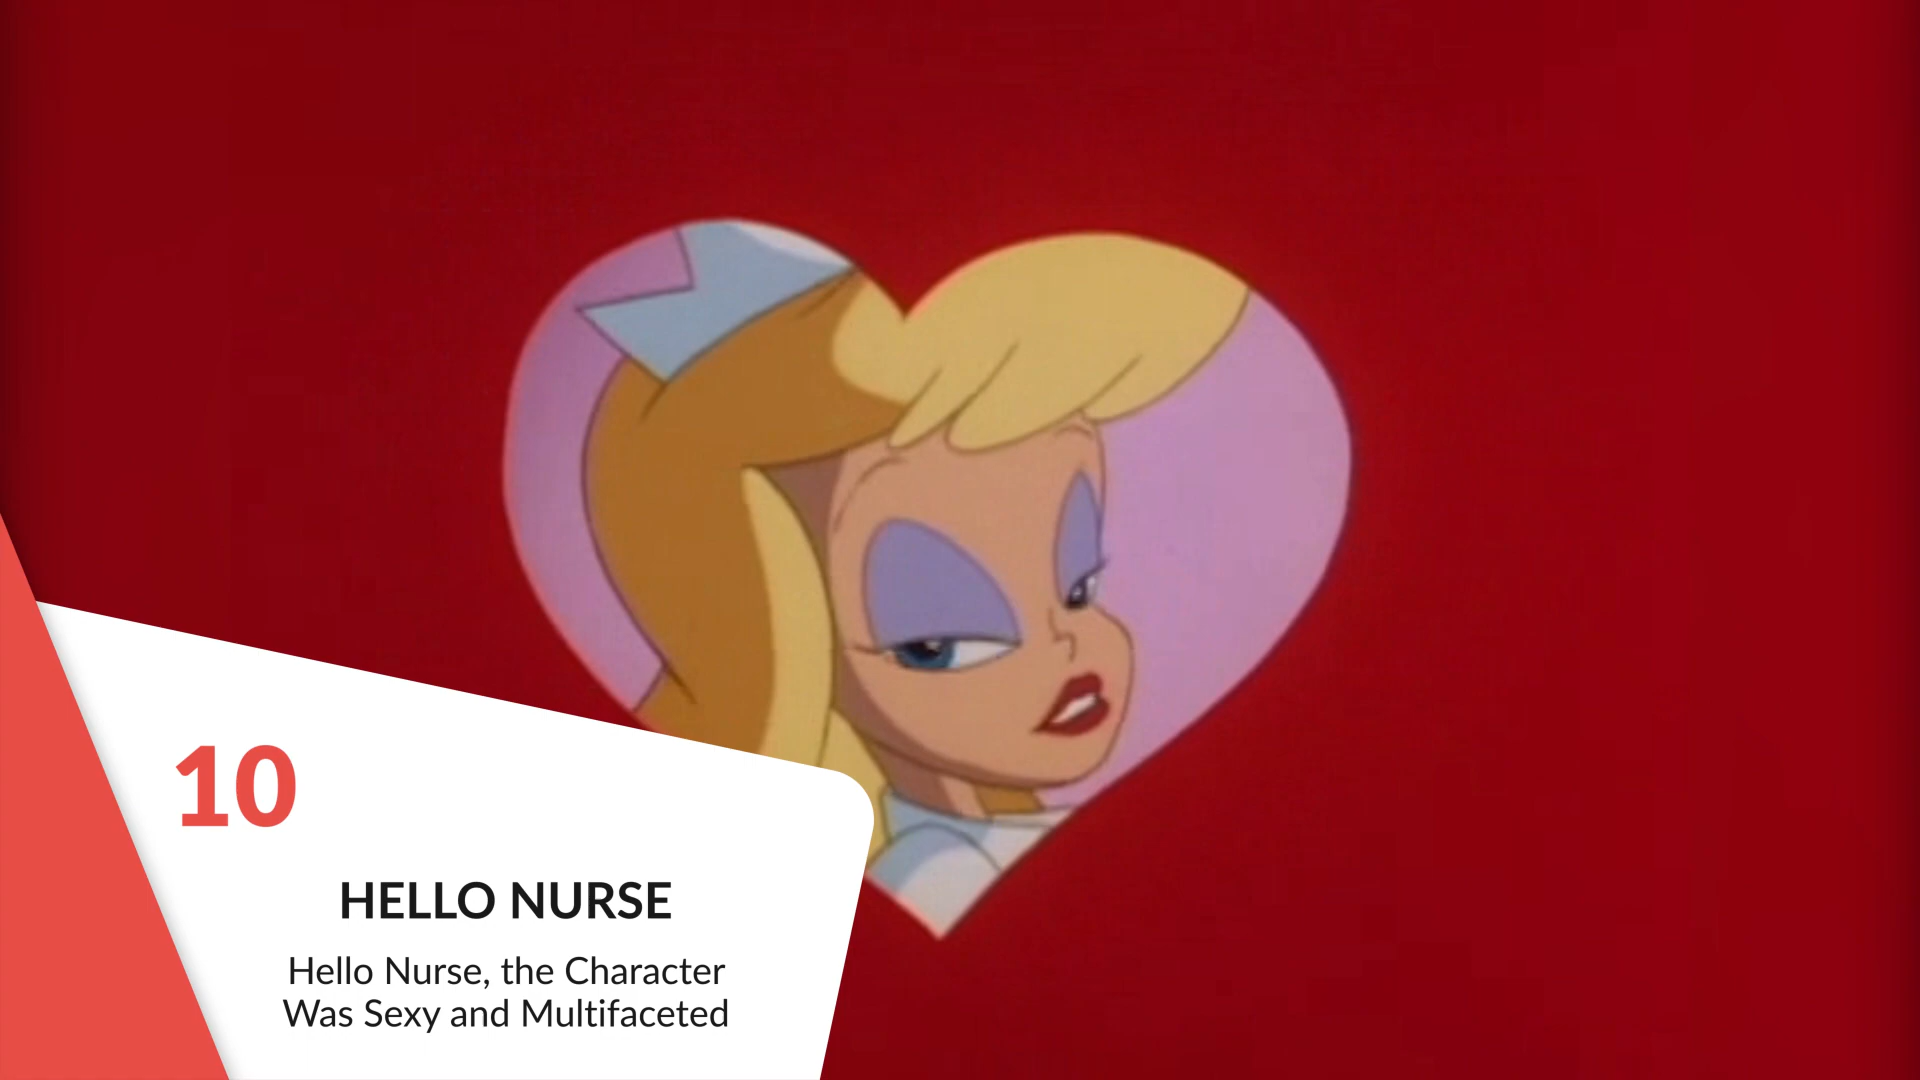 10
HELLO NURSE
Hello Nurse, the Character
Was Sexy and Multifaceted